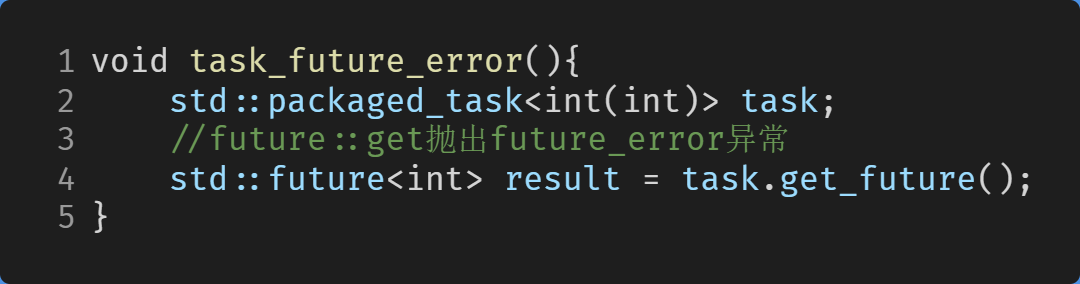 1 void task_future_error(){
2     std::packaged_task<int(int)> task;
3     //future::get抛出future_error异常
4     std::future<int> result = task.get_future();
5 }